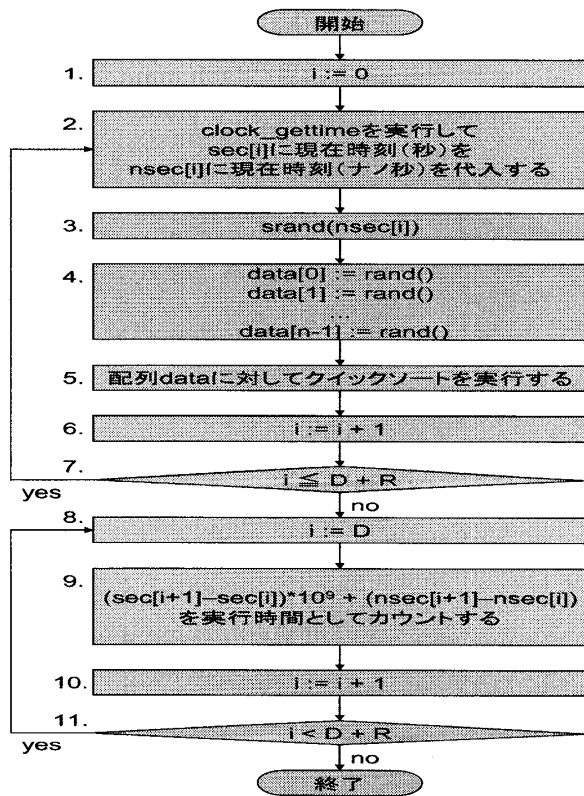 開始
1. i := 0
2. clock_gettimeを実行して
sec[i]に現在時刻(秒)を
nsec[i]に現在時刻(ナノ秒)を代入する
3. srand(nsec[i])
4. data[0] := rand()
data[1] := rand()
...
data[n-1] := rand()
5. 配列dataに対してクイックソートを実行する
6. i := i + 1
7. i ≦ D + R
yes
no
8. i := D
9. (sec[i+1]–sec[i])*10⁹ + (nsec[i+1]–nsec[i])
を実行時間としてカウントする
10. i := i + 1
11. i < D + R
yes
no
終了